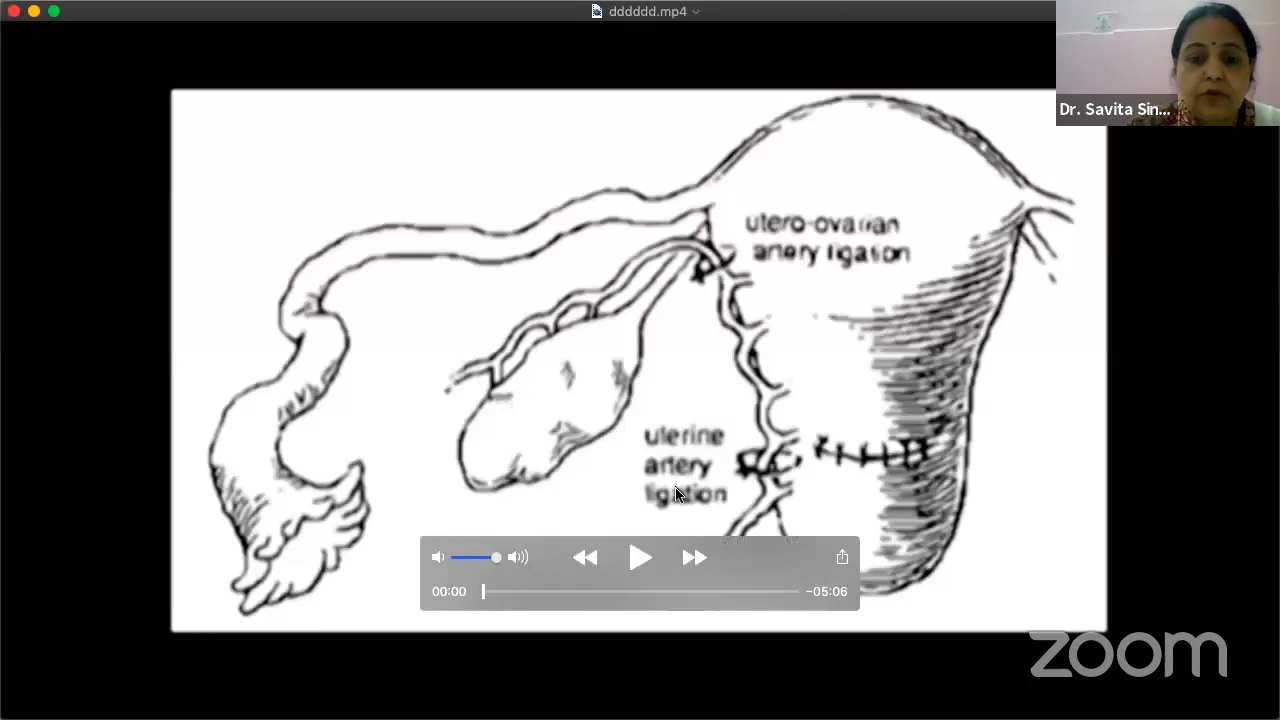 dddddd.mp4
Dr. Savita Sin...
utero-ovarian
artery ligation
uterine
artery
ligation
00:00
-05:06
zoom